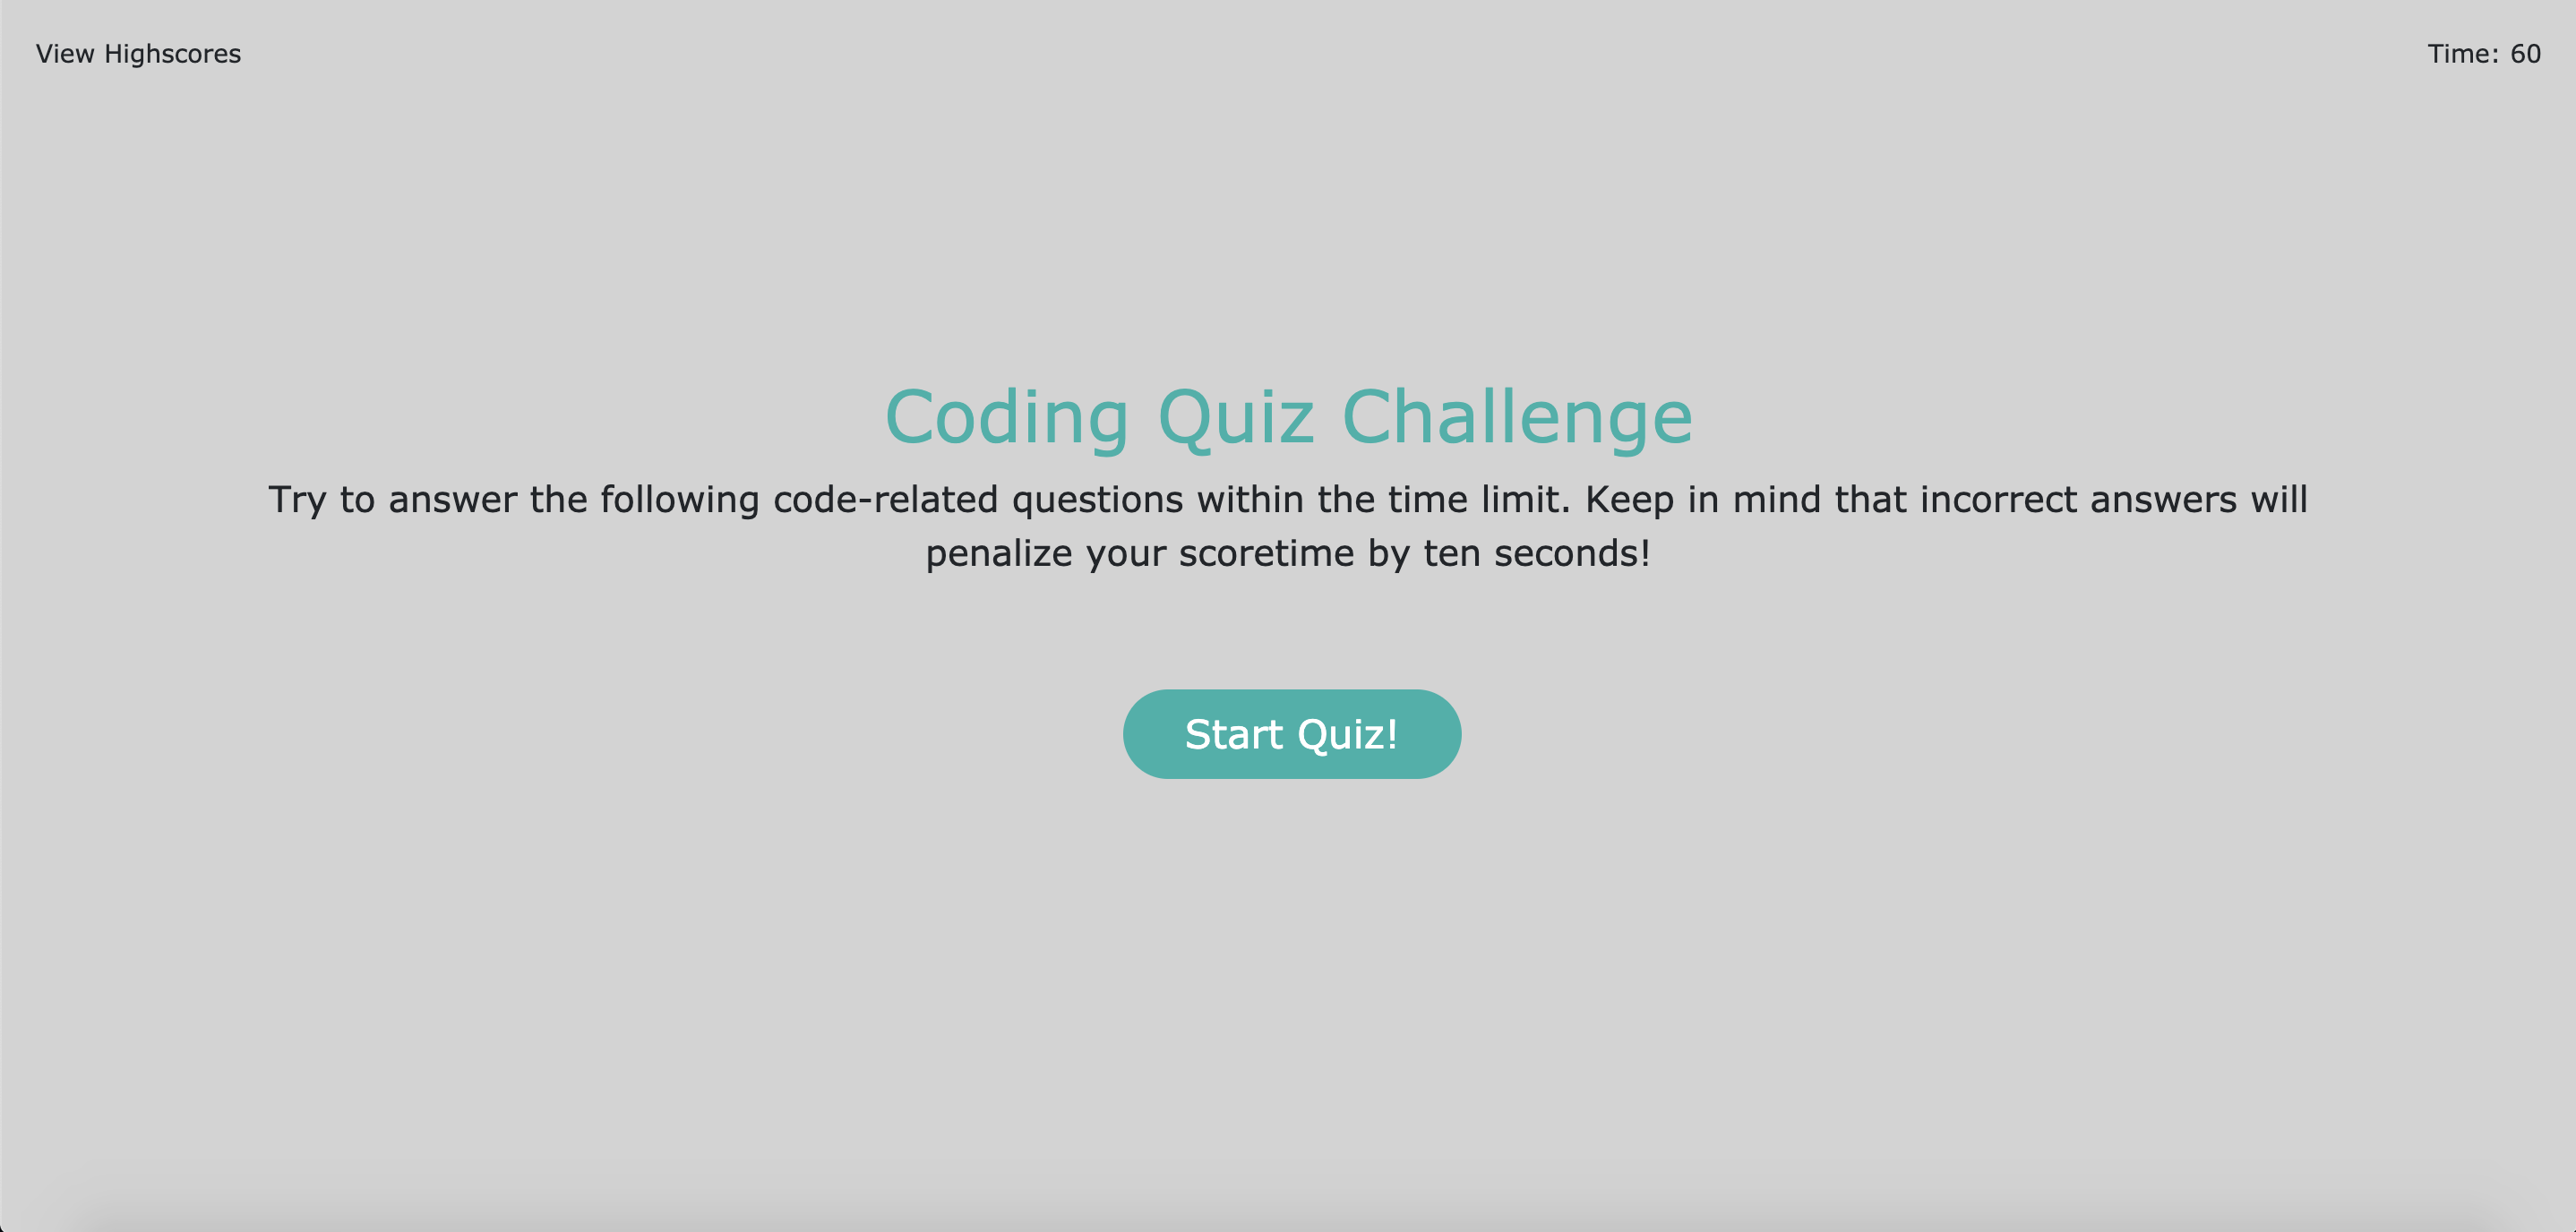 View Highscores
Time: 60
Coding Quiz Challenge
Try to answer the following code-related questions within the time limit. Keep in mind that incorrect answers will
penalize your scoretime by ten seconds!
Start Quiz!